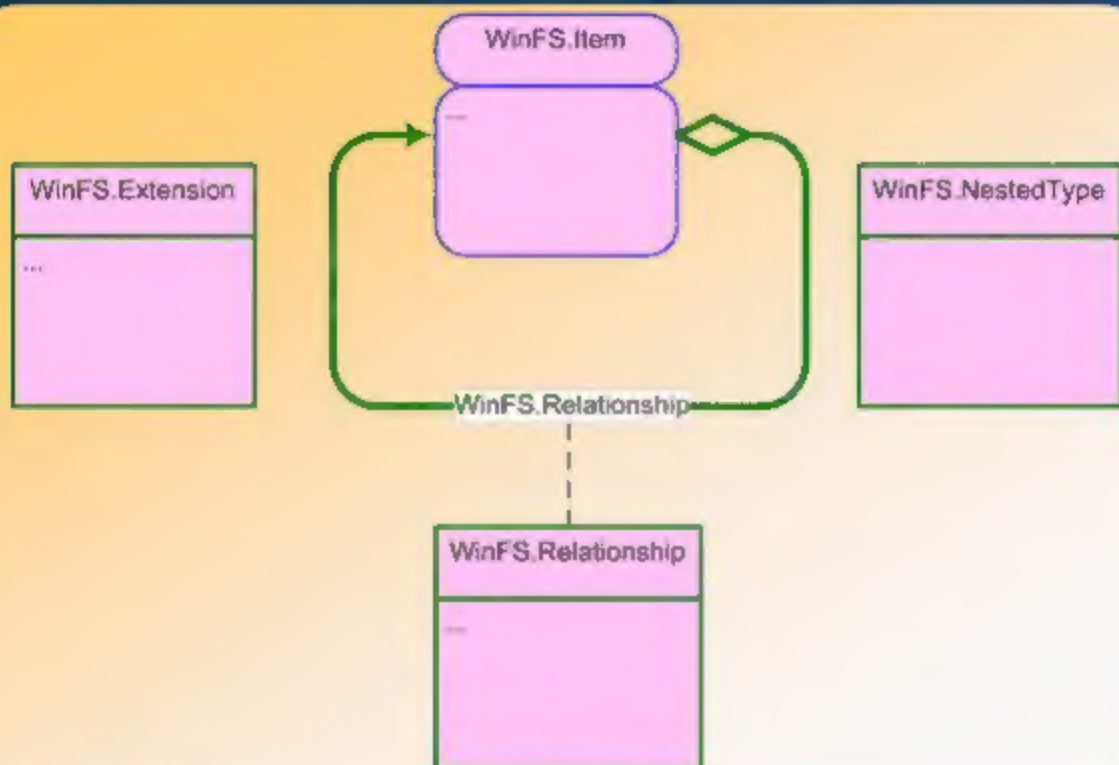 WinFS.Item
...
WinFS.Extension
...
WinFS.NestedType
WinFS.Relationship
WinFS.Relationship
...